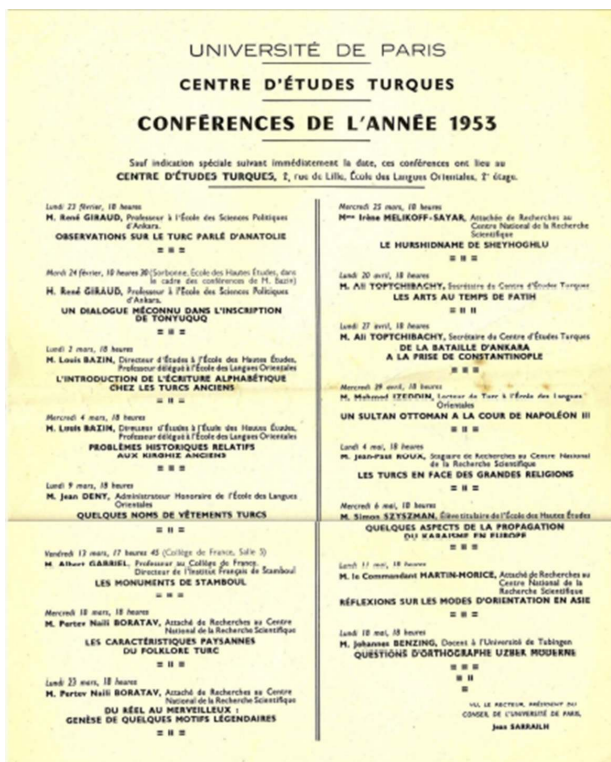 UNIVERSITÉ DE PARIS
CENTRE D'ÉTUDES TURQUES
CONFÉRENCES DE L'ANNÉE 1953
Sauf indication spéciale suivant immédiatement la date, ces conférences ont lieu au
CENTRE D'ÉTUDES TURQUES, 2, rue de Lille, École des Langues Orientales, 2e étage.
Lundi 23 février, 18 heures
M. René GIRAUD, Professeur à l'École des Sciences Politiques
d'Ankara.
OBSERVATIONS SUR LE TURC PARLÉ D'ANATOLIE
Mardi 24 février, 10 heures 30 (Sorbonne, École des Hautes Études, dans
le cadre des conférences de M. Bazin)
M. René GIRAUD, Professeur à l'École des Sciences Politiques
d'Ankara.
UN DIALOGUE MÉCONNU DANS L'INSCRIPTION
DE TONYUQUQ
Lundi 2 mars, 18 heures
M. Louis BAZIN, Directeur d'Études à l'École des Hautes Études,
Professeur délégué à l'École des Langues Orientales
L'INTRODUCTION DE L'ÉCRITURE ALPHABÉTIQUE
CHEZ LES TURCS ANCIENS
Mercredi 4 mars, 18 heures
M. Louis BAZIN, Directeur d'Études à l'École des Hautes Études,
Professeur délégué à l'École des Langues Orientales
PROBLÈMES HISTORIQUES RELATIFS
AUX KIRGHIZ ANCIENS
Lundi 9 mars, 18 heures
M. Jean DENY, Administrateur Honoraire de l'École des Langues
Orientales
QUELQUES NOMS DE VÊTEMENTS TURCS
Vendredi 13 mars, 17 heures 45 (Collège de France, Salle 5)
M. Albert GABRIEL, Professeur au Collège de France,
Directeur de l'Institut Français de Stamboul
LES MONUMENTS DE STAMBOUL
Mercredi 18 mars, 18 heures
M. Pertev Naili BORATAV, Attaché de Recherches au Centre
National de la Recherche Scientifique
LES CARACTÉRISTIQUES PAYSANNES
DU FOLKLORE TURC
Lundi 23 mars, 18 heures
M. Pertev Naili BORATAV, Attaché de Recherches au Centre
National de la Recherche Scientifique
DU RÉEL AU MERVEILLEUX :
GENÈSE DE QUELQUES MOTIFS LÉGENDAIRES
Mercredi 25 mars, 18 heures
Mme Irène MELIKOFF-SAYAR, Attachée de Recherches au
Centre National de la Recherche
Scientifique
LE HURSHIDNAME DE SHEYHOGHLU
Lundi 20 avril, 18 heures
M. Ali TOPTCHIBACHY, Secrétaire du Centre d'Études Turques
LES ARTS AU TEMPS DE FATIH
Lundi 27 avril, 18 heures
M. Ali TOPTCHIBACHY, Secrétaire du Centre d'Études Turques
DE LA BATAILLE D'ANKARA
A LA PRISE DE CONSTANTINOPLE
Mercredi 29 avril, 18 heures
M. Mahmed IZEDDIN, Lecteur de Turc à l'École des Langues
Orientales
UN SULTAN OTTOMAN A LA COUR DE NAPOLÉON III
Lundi 4 mai, 18 heures
M. Jean-Paul ROUX, Stagiaire de Recherches au Centre National
de la Recherche Scientifique
LES TURCS EN FACE DES GRANDES RELIGIONS
Mercredi 6 mai, 18 heures
M. Simon SZYSZMAN, Élève titulaire de l'École des Hautes Études
QUELQUES ASPECTS DE LA PROPAGATION
DU KARAÏSME EN EUROPE
Lundi 11 mai, 18 heures
M. le Commandant MARTIN-MORICE, Attaché de Recherches au
Centre National de la
Recherche Scientifique
RÉFLEXIONS SUR LES MODES D'ORIENTATION EN ASIE
Lundi 18 mai, 18 heures
M. Johannes BENZING, Docent à l'Université de Tubingen
QUESTIONS D'ORTHOGRAPHE UZBEK MODERNE
VU, LE RECTEUR, PRÉSIDENT DU
CONSEIL DE L'UNIVERSITÉ DE PARIS,
Jean SARRAILH